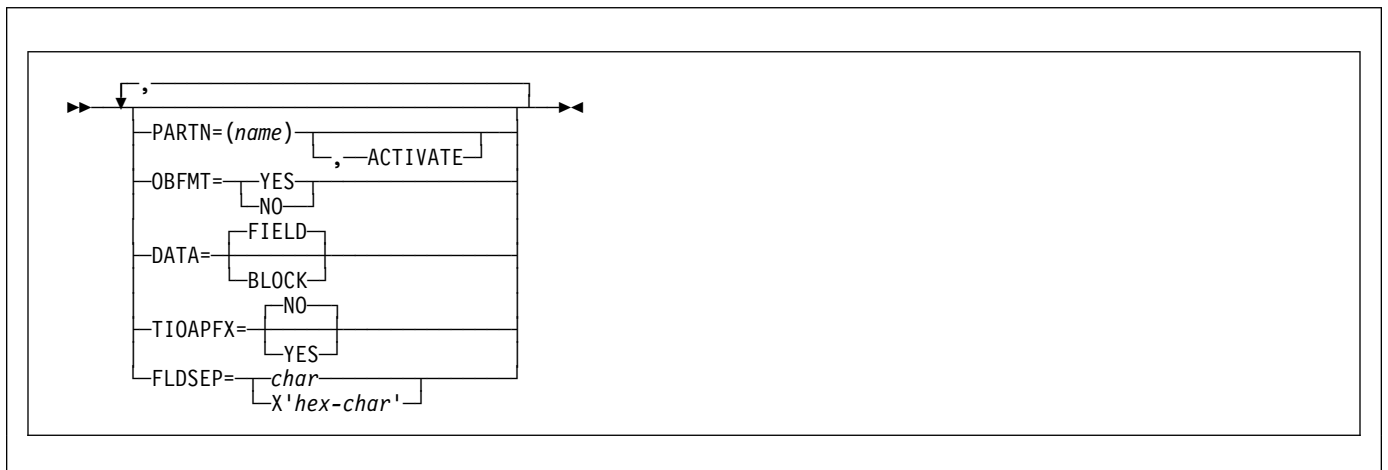 ,
PARTN=(name)
, ACTIVATE
OBFMT= YES
NO
FIELD
DATA=
BLOCK
NO
TIOAPFX=
YES
FLDSEP= char
X'hex-char'